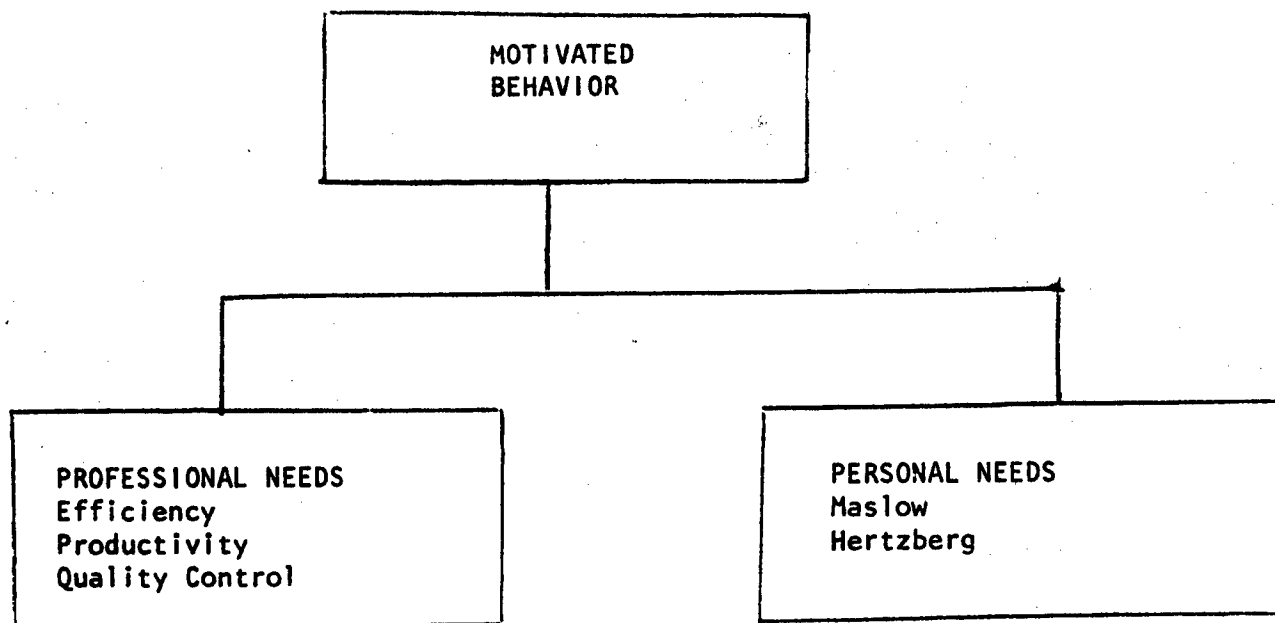 MOTIVATED
BEHAVIOR
PROFESSIONAL NEEDS
Efficiency
Productivity
Quality Control
PERSONAL NEEDS
Maslow
Hertzberg